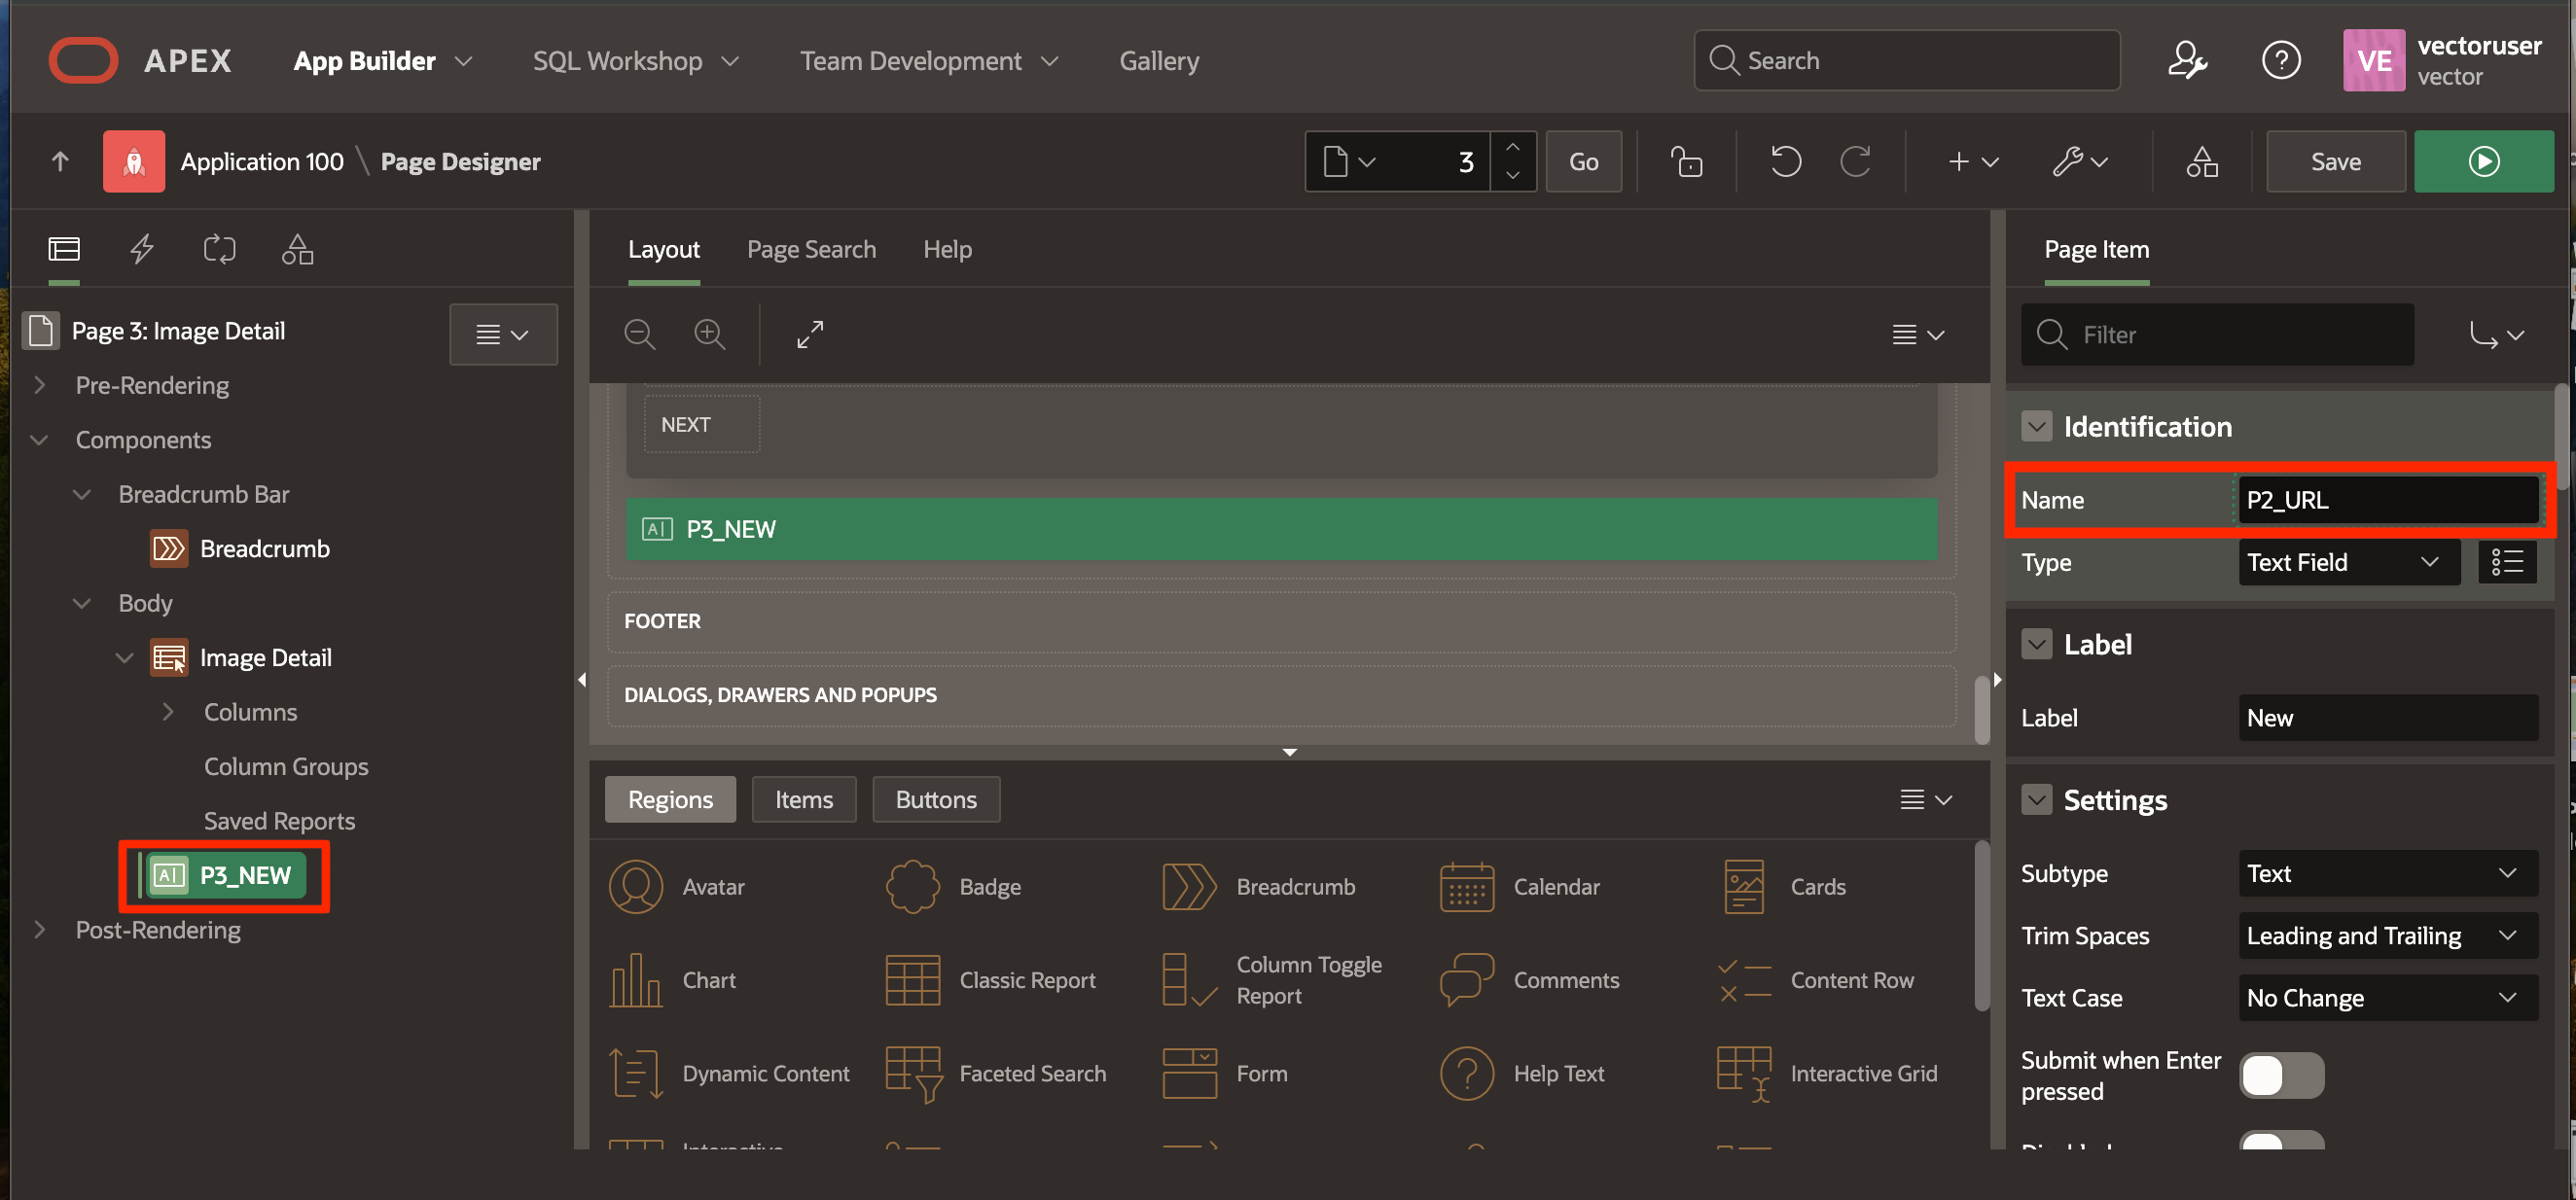 APEX App Builder SQL Workshop Team Development Gallery Search VE vectoruser
vector
Application 100 \ Page Designer 3 Go Save
Layout Page Search Help
Page Item
Page 3: Image Detail
Pre-Rendering
Components
Breadcrumb Bar
Breadcrumb
Body
Image Detail
Columns
Column Groups
Saved Reports
P3_NEW
Post-Rendering
NEXT
P3_NEW
FOOTER
DIALOGS, DRAWERS AND POPUPS
Regions Items Buttons
Avatar Badge Breadcrumb Calendar Cards
Chart Classic Report Column Toggle Report Comments Content Row
Dynamic Content Faceted Search Form Help Text Interactive Grid
Interactive
Filter
Identification
Name P2_URL
Type Text Field
Label
Label New
Settings
Subtype Text
Trim Spaces Leading and Trailing
Text Case No Change
Submit when Enter
pressed